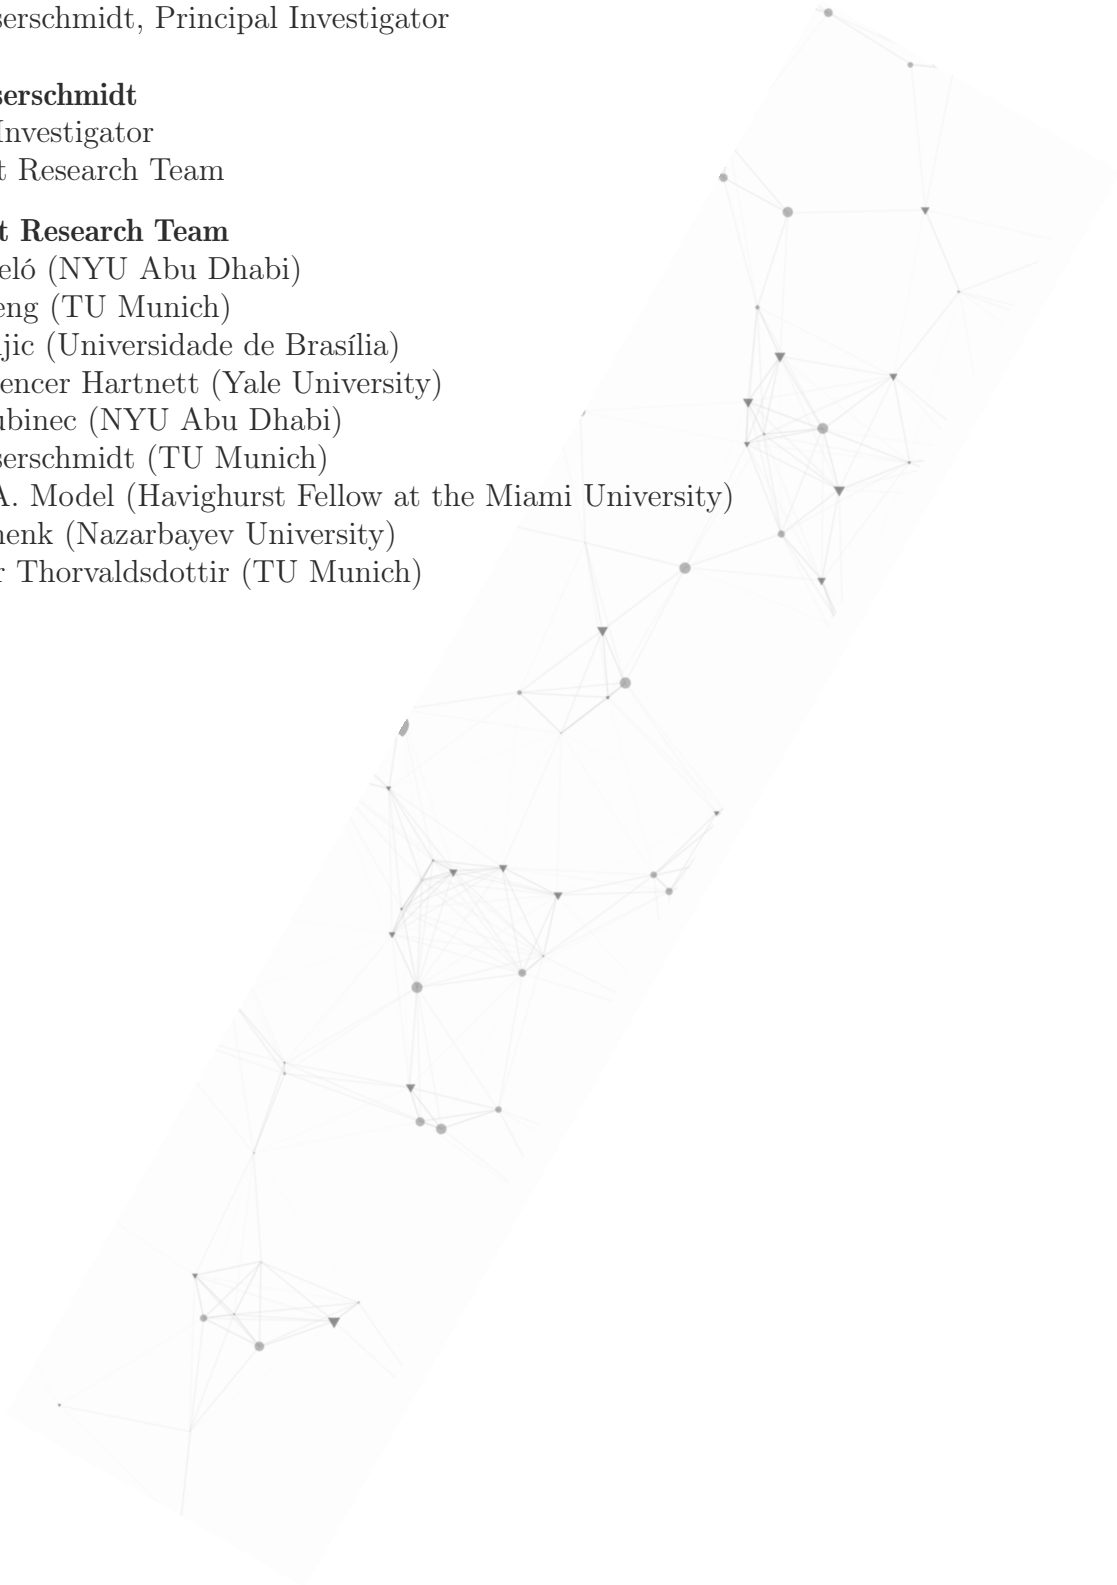 serschmidt, Principal Investigator
serschmidt
Investigator
t Research Team
t Research Team
eló (NYU Abu Dhabi)
eng (TU Munich)
jic (Universidade de Brasília)
encer Hartnett (Yale University)
ubinec (NYU Abu Dhabi)
serschmidt (TU Munich)
A. Model (Havighurst Fellow at the Miami University)
henk (Nazarbayev University)
r Thorvaldsdottir (TU Munich)